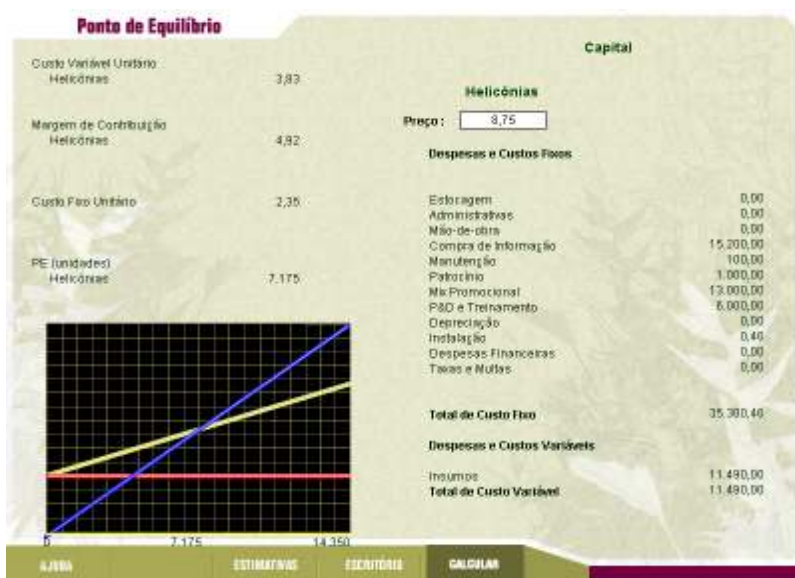 Ponto de Equilíbrio
Custo Variável Unitário
Helicônias 3,83
Margem de Contribuição
Helicônias 4,92
Custo Fixo Unitário 2,35
PE (unidades)
Helicônias 7.175
0 7.175 14.350
Capital
Helicônias
Preço: 8,75
Despesas e Custos Fixos
Estocagem 0,00
Administrativas 0,00
Mão-de-obra 0,00
Compra de Informação 15.200,00
Manutenção 100,00
Patrocínio 1.000,00
Mix Promocional 13.000,00
P&D e Treinamento 6.000,00
Depreciação 0,00
Instalação 0,46
Despesas Financeiras 0,00
Taxas e Multas 0,00
Total de Custo Fixo 35.300,46
Despesas e Custos Variáveis
Insumos 11.490,00
Total de Custo Variável 11.490,00
AJUDA ESTIMATIVAS ESCRITÓRIO CALCULAR